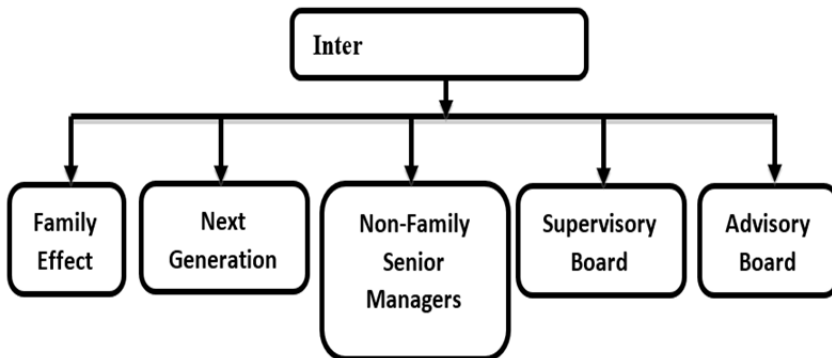 Inter
Family
Effect
Next
Generation
Non-Family
Senior
Managers
Supervisory
Board
Advisory
Board